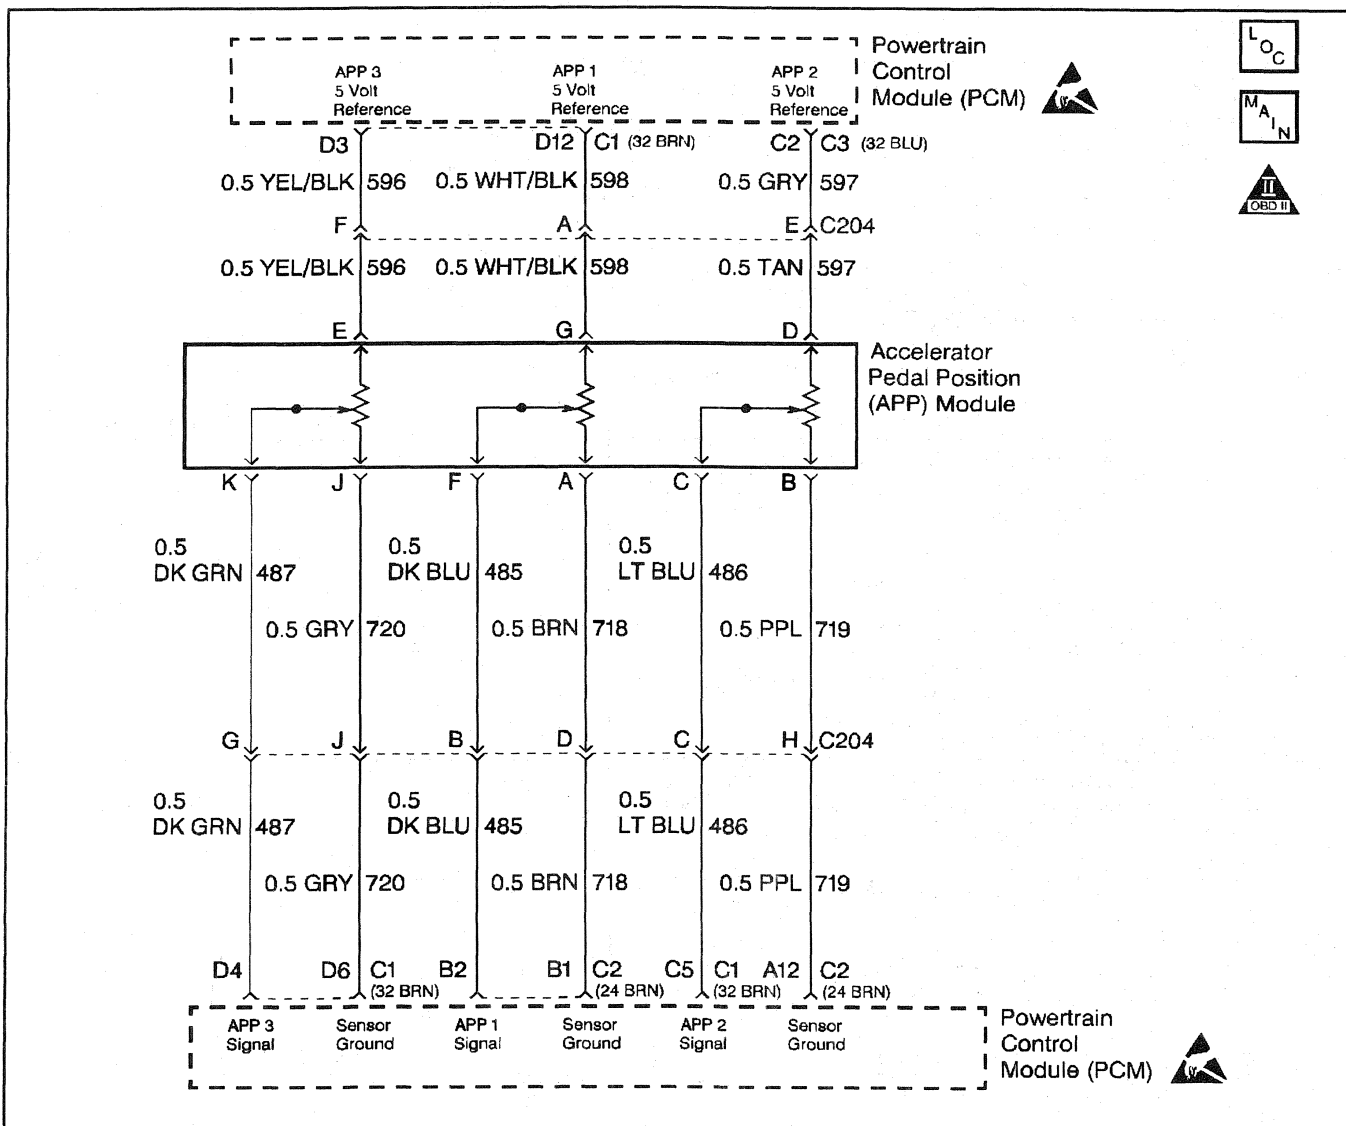 Powertrain
Control
Module (PCM)
L O C
M A I N
II
OBD II
APP 3
5 Volt
Reference
APP 1
5 Volt
Reference
APP 2
5 Volt
Reference
D3 D12 C1 (32 BRN) C2 C3 (32 BLU)
0.5 YEL/BLK 596 0.5 WHT/BLK 598 0.5 GRY 597
F A E C204
0.5 YEL/BLK 596 0.5 WHT/BLK 598 0.5 TAN 597
E G D
Accelerator
Pedal Position
(APP) Module
K J F A C B
0.5 0.5 0.5
DK GRN 487 DK BLU 485 LT BLU 486
0.5 GRY 720 0.5 BRN 718 0.5 PPL 719
G J B D C H C204
0.5 0.5 0.5
DK GRN 487 DK BLU 485 LT BLU 486
0.5 GRY 720 0.5 BRN 718 0.5 PPL 719
D4 D6 C1 B2 B1 C2 C5 C1 A12 C2
(32 BRN) (24 BRN) (32 BRN) (24 BRN)
APP 3
Signal
Sensor
Ground
APP 1
Signal
Sensor
Ground
APP 2
Signal
Sensor
Ground
Powertrain
Control
Module (PCM)